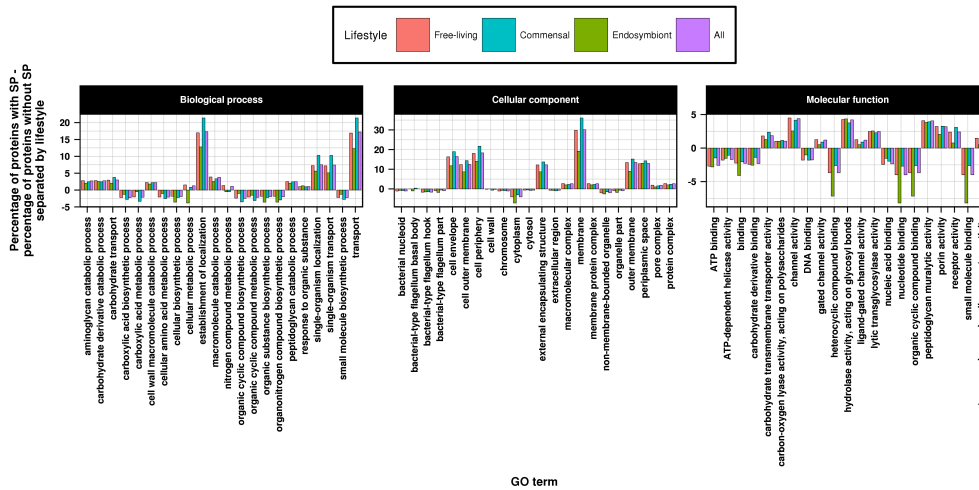 Lifestyle
Free-living
Commensal
Endosymbiont
All
Percentage of proteins with SP -
percentage of proteins without SP
separated by lifestyle
Biological process
20
15
10
5
0
-5
aminoglycan catabolic process
carbohydrate derivative catabolic process
carbohydrate transport
carboxylic acid biosynthetic process
carboxylic acid metabolic process
cell wall macromolecule catabolic process
cellular amino acid metabolic process
cellular biosynthetic process
cellular metabolic process
establishment of localization
macromolecule catabolic process
nitrogen compound metabolic process
organic cyclic compound biosynthetic process
organic cyclic compound metabolic process
organic substance biosynthetic process
organonitrogen compound biosynthetic process
peptidoglycan catabolic process
response to organic substance
single-organism localization
single-organism transport
small molecule biosynthetic process
transport
Cellular component
30
20
10
0
bacterial nucleoid
bacterial-type flagellum basal body
bacterial-type flagellum hook
bacterial-type flagellum part
cell envelope
cell outer membrane
cell periphery
cell wall
chromosome
cytoplasm
cytosol
external encapsulating structure
extracellular region
macromolecular complex
membrane
membrane protein complex
non-membrane-bounded organelle
organelle part
outer membrane
periplasmic space
pore complex
protein complex
Molecular function
5
0
-5
ATP binding
ATP-dependent helicase activity
binding
carbohydrate derivative binding
carbohydrate transmembrane transporter activity
carbon-oxygen lyase activity, acting on polysaccharides
channel activity
DNA binding
gated channel activity
heterocyclic compound binding
hydrolase activity, acting on glycosyl bonds
ligand-gated channel activity
lytic transglycosylase activity
nucleic acid binding
nucleotide binding
organic cyclic compound binding
peptidoglycan muralytic activity
porin activity
receptor activity
small molecule binding
GO term